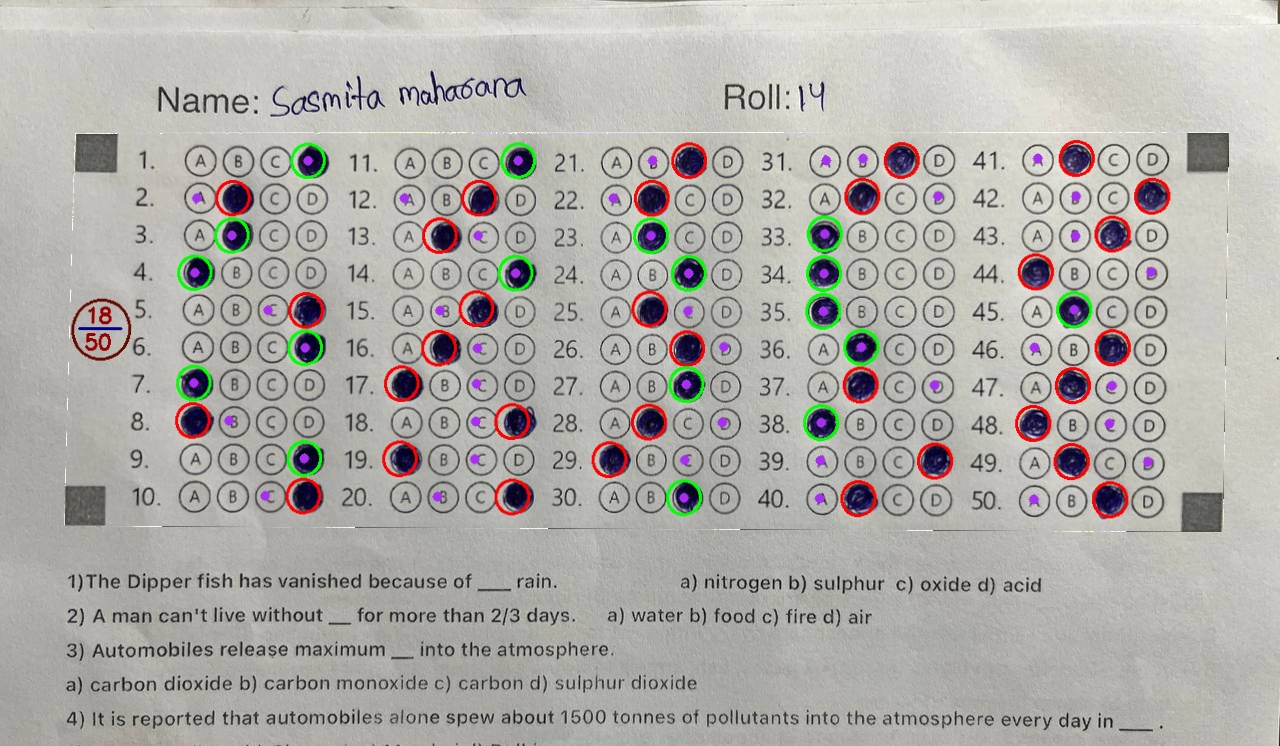 Name: Sasmita maharana Roll: 14
1. A B C 11. A B C 21. A B D 31. A B D 41. A C D
2. A C D 12. A B D 22. A C D 32. A C D 42. A B C
3. A C D 13. A C D 23. A C D 33. B C D 43. A B D
4. B C D 14. A B C 24. A B D 34. B C D 44. B C D
5. A B C 15. A B D 25. A C D 35. B C D 45. A C D
18
50
6. A B C 16. A C D 26. A B D 36. A C D 46. A B D
7. B C D 17. B C D 27. A B D 37. A C D 47. A C D
8. B C D 18. A B C 28. A C D 38. B C D 48. B C D
9. A B C 19. B C D 29. B C D 39. A B C 49. A C D
10. A B C 20. A B C 30. A B D 40. A C D 50. A B D
1)The Dipper fish has vanished because of ___ rain. a) nitrogen b) sulphur c) oxide d) acid
2) A man can't live without __ for more than 2/3 days. a) water b) food c) fire d) air
3) Automobiles release maximum __ into the atmosphere.
a) carbon dioxide b) carbon monoxide c) carbon d) sulphur dioxide
4) It is reported that automobiles alone spew about 1500 tonnes of pollutants into the atmosphere every day in ___ .